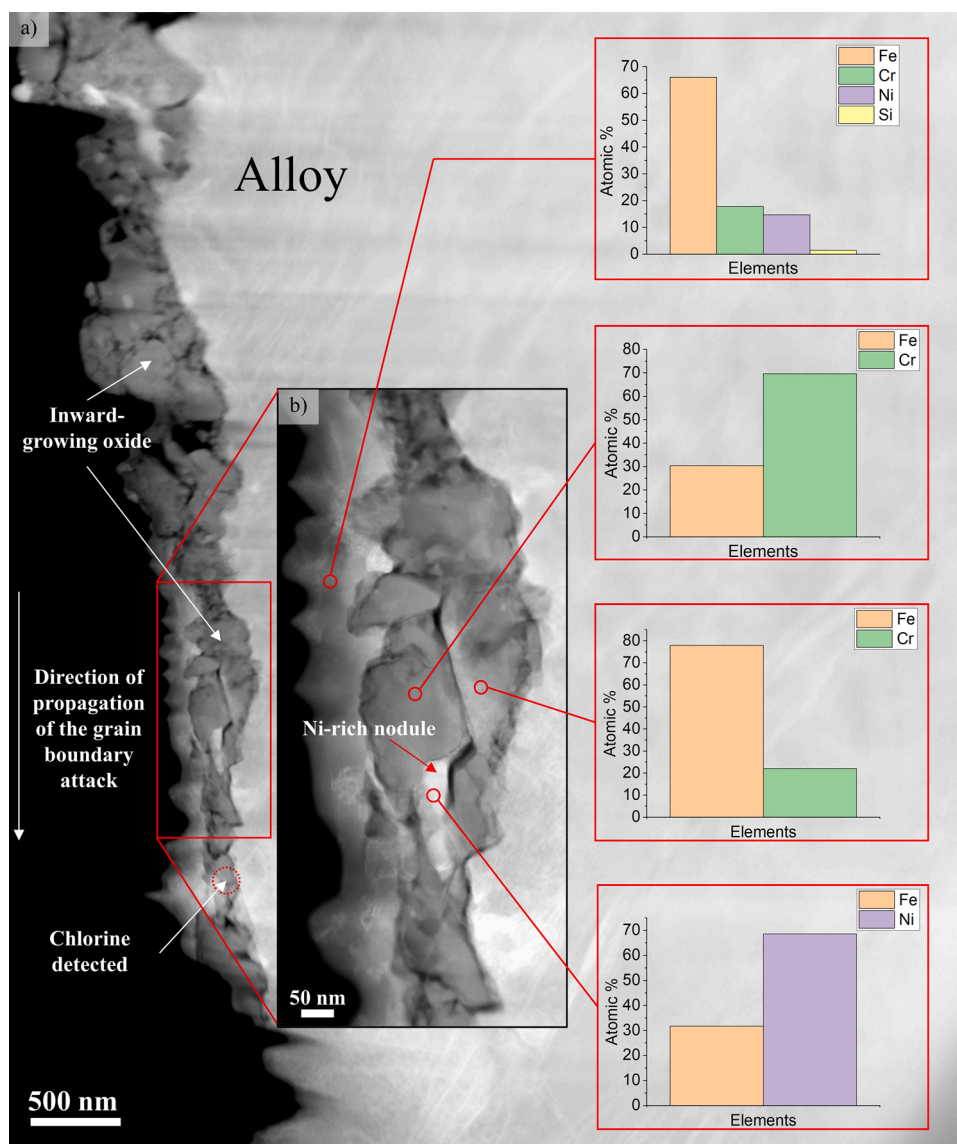 a)
Alloy
Inward-
growing oxide
Direction of
propagation
of the grain
boundary
attack
Chlorine
detected
500 nm
b)
Ni-rich nodule
50 nm
Fe
Cr
Ni
Si
70
60
50
40
30
20
10
0
Atomic %
Elements
Fe
Cr
80
70
60
50
40
30
20
10
0
Atomic %
Elements
Fe
Cr
80
70
60
50
40
30
20
10
0
Atomic %
Elements
Fe
Ni
70
60
50
40
30
20
10
0
Atomic %
Elements